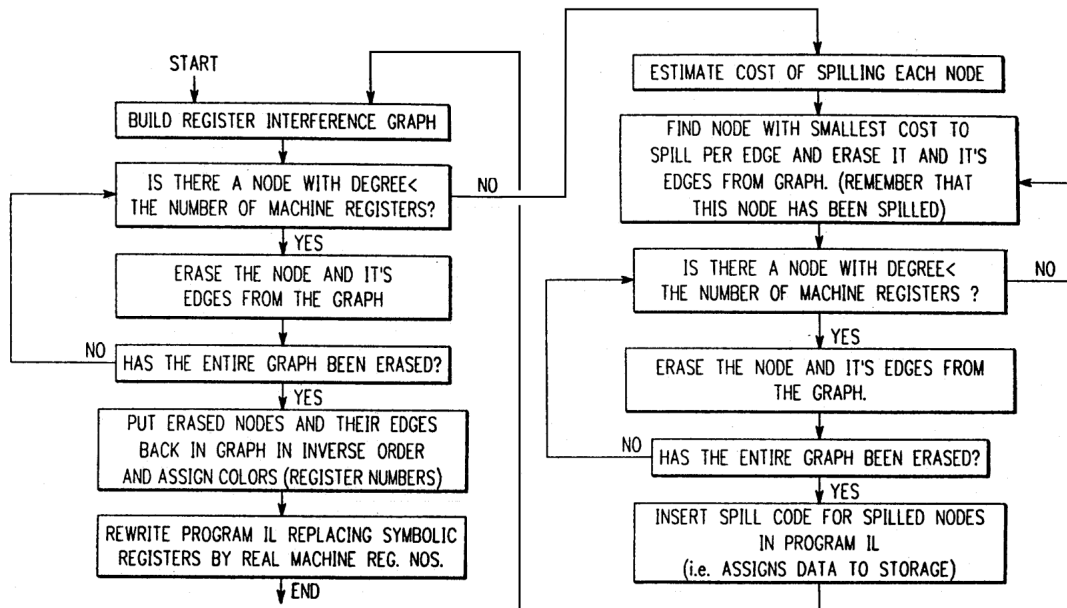 START
BUILD REGISTER INTERFERENCE GRAPH
IS THERE A NODE WITH DEGREE<
THE NUMBER OF MACHINE REGISTERS?
NO
YES
ERASE THE NODE AND IT'S
EDGES FROM THE GRAPH
NO
HAS THE ENTIRE GRAPH BEEN ERASED?
YES
PUT ERASED NODES AND THEIR EDGES
BACK IN GRAPH IN INVERSE ORDER
AND ASSIGN COLORS (REGISTER NUMBERS)
REWRITE PROGRAM IL REPLACING SYMBOLIC
REGISTERS BY REAL MACHINE REG. NOS.
END
ESTIMATE COST OF SPILLING EACH NODE
FIND NODE WITH SMALLEST COST TO
SPILL PER EDGE AND ERASE IT AND IT'S
EDGES FROM GRAPH. (REMEMBER THAT
THIS NODE HAS BEEN SPILLED)
IS THERE A NODE WITH DEGREE<
THE NUMBER OF MACHINE REGISTERS ?
NO
YES
ERASE THE NODE AND IT'S EDGES FROM
THE GRAPH.
NO
HAS THE ENTIRE GRAPH BEEN ERASED?
YES
INSERT SPILL CODE FOR SPILLED NODES
IN PROGRAM IL
(i.e. ASSIGNS DATA TO STORAGE)